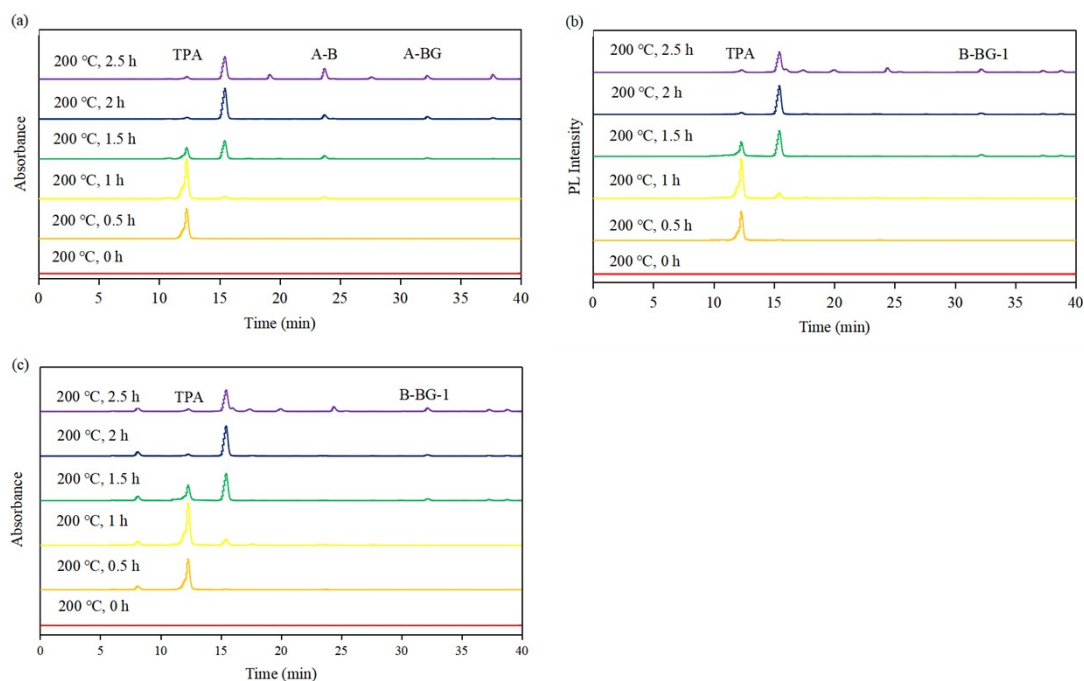 (a)
TPA A-B A-BG
200 °C, 2.5 h
200 °C, 2 h
200 °C, 1.5 h
200 °C, 1 h
200 °C, 0.5 h
200 °C, 0 h
Absorbance
0 5 10 15 20 25 30 35 40
Time (min)
(b)
200 °C, 2.5 h
TPA B-BG-1
200 °C, 2 h
200 °C, 1.5 h
200 °C, 1 h
200 °C, 0.5 h
200 °C, 0 h
PL Intensity
0 5 10 15 20 25 30 35 40
Time (min)
(c)
200 °C, 2.5 h TPA B-BG-1
200 °C, 2 h
200 °C, 1.5 h
200 °C, 1 h
200 °C, 0.5 h
200 °C, 0 h
Absorbance
0 5 10 15 20 25 30 35 40
Time (min)